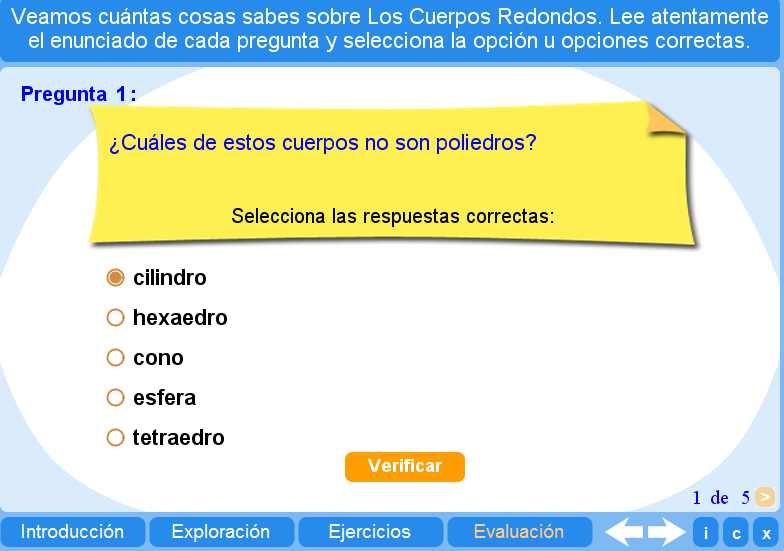 Veamos cuántas cosas sabes sobre Los Cuerpos Redondos. Lee atentamente
el enunciado de cada pregunta y selecciona la opción u opciones correctas.
Pregunta 1:
¿Cuáles de estos cuerpos no son poliedros?
Selecciona las respuestas correctas:
cilindro
hexaedro
cono
esfera
tetraedro
Verificar
1 de 5 >
Introducción Exploración Ejercicios Evaluación i c x